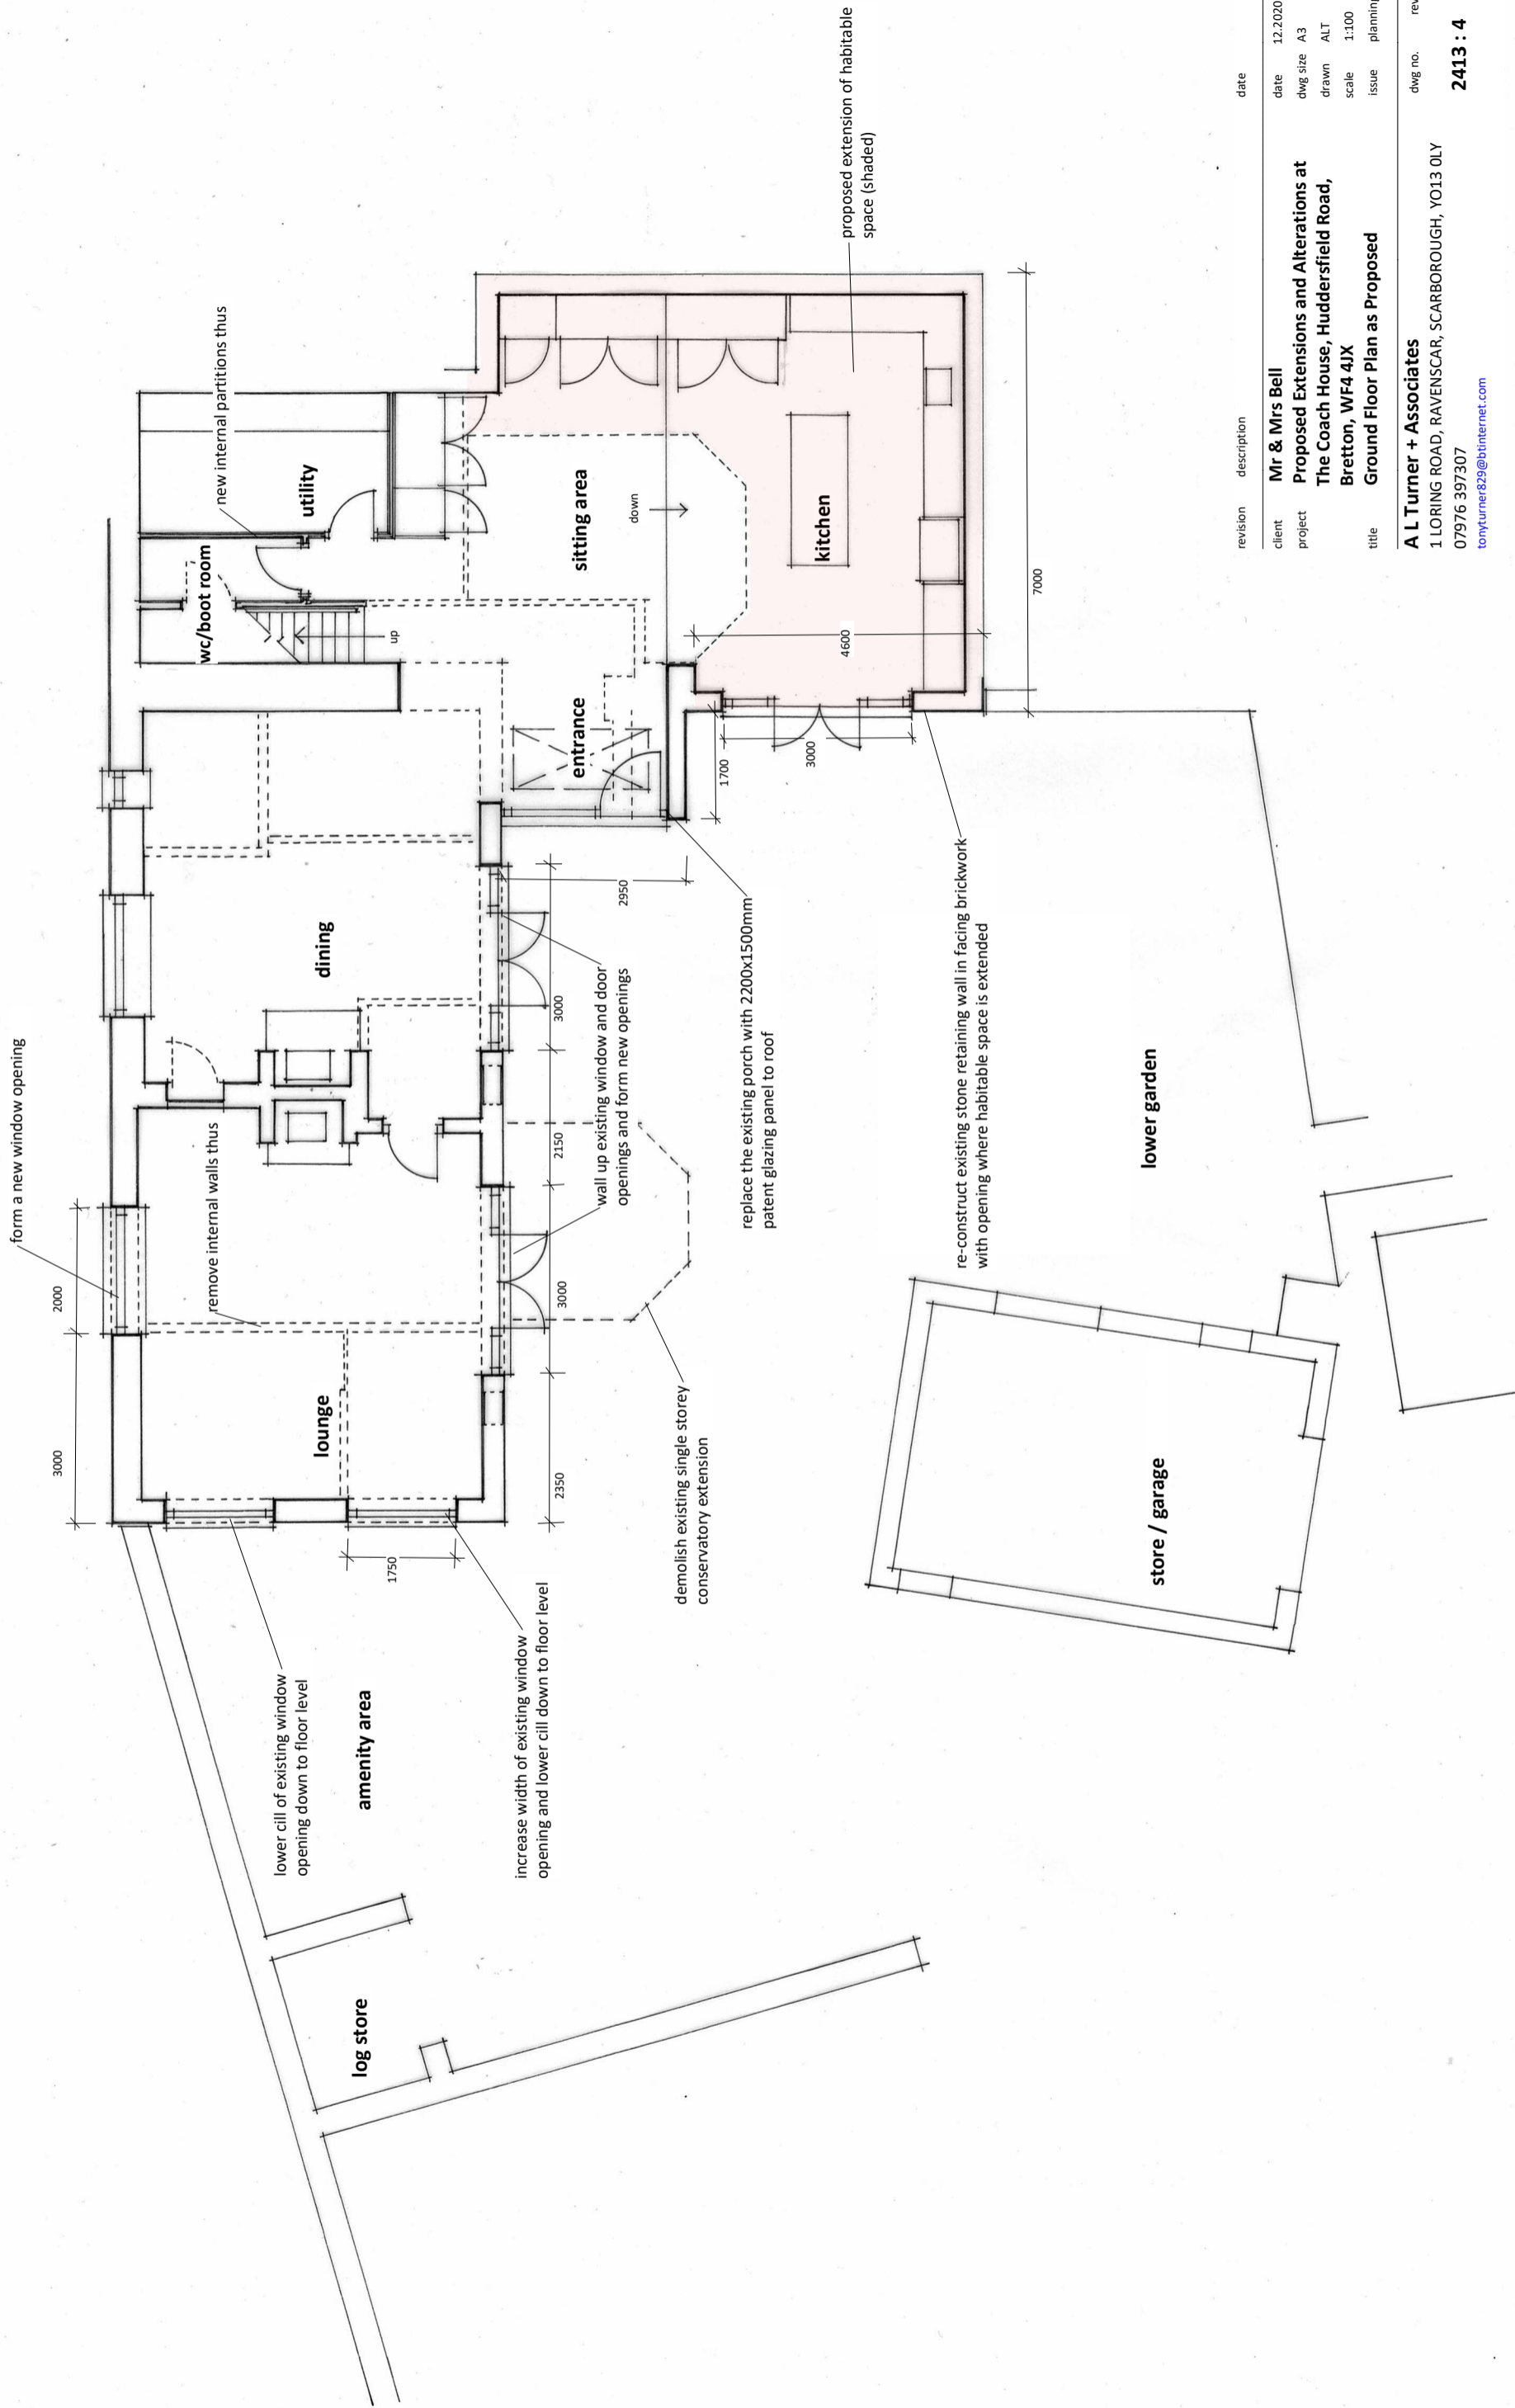 form a new window opening
3000
2000
remove internal walls thus
new internal partitions thus
wc/boot room
utility
up
lounge
dining
sitting area
down
entrance
kitchen
1750
2350
3000
2150
3000
2950
1700
3000
4600
7000
proposed extension of habitable
space (shaded)
lower cill of existing window
opening down to floor level
amenity area
log store
increase width of existing window
opening and lower cill down to floor level
wall up existing window and door
openings and form new openings
demolish existing single storey
conservatory extension
replace the existing porch with 2200x1500mm
patent glazing panel to roof
re-construct existing stone retaining wall in facing brickwork
with opening where habitable space is extended
lower garden
store / garage
revision description date
client Mr & Mrs Bell date 12.2020
project Proposed Extensions and Alterations at dwg size A3
The Coach House, Huddersfield Road, drawn ALT
Bretton, WF4 4JX scale 1:100
title Ground Floor Plan as Proposed issue planning
A L Turner + Associates dwg no. rev
1 LORING ROAD, RAVENSCAR, SCARBOROUGH, YO13 0LY
07976 397307 2413 : 4
tonyturner829@btinternet.com